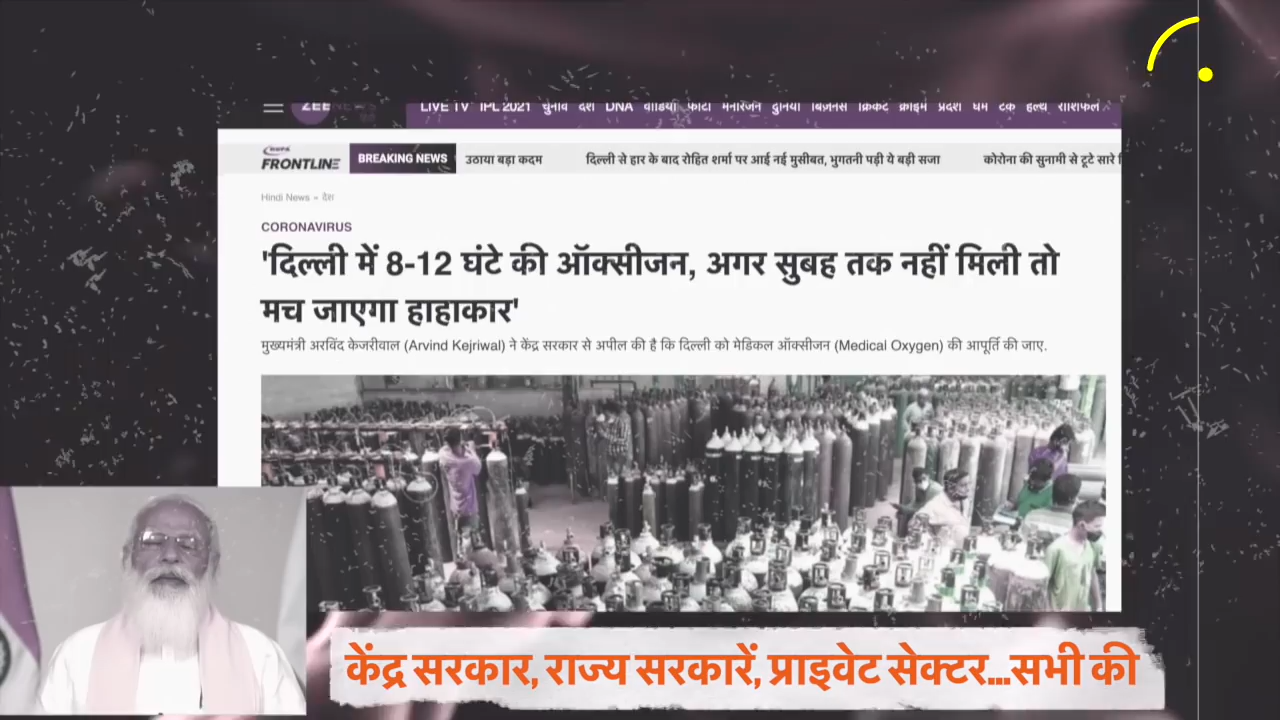 ZEE NEWS
LIVE TV IPL 2021 चुनाव देश DNA वीडियो फोटो मनोरंजन दुनिया बिजनेस क्रिकेट क्राइम प्रदेश धर्म टेक हेल्थ राशिफल
FRONTLINE BREAKING NEWS उठाया बड़ा कदम दिल्ली से हार के बाद रोहित शर्मा पर आई नई मुसीबत, भुगतनी पड़ी ये बड़ी सजा कोरोना की सुनामी से टूटे सारे
Hindi News » देश
CORONAVIRUS
'दिल्ली में 8-12 घंटे की ऑक्सीजन, अगर सुबह तक नहीं मिली तो
मच जाएगा हाहाकार'
मुख्यमंत्री अरविंद केजरीवाल (Arvind Kejriwal) ने केंद्र सरकार से अपील की है कि दिल्ली को मेडिकल ऑक्सीजन (Medical Oxygen) की आपूर्ति की जाए.
केंद्र सरकार, राज्य सरकारें, प्राइवेट सेक्टर...सभी की